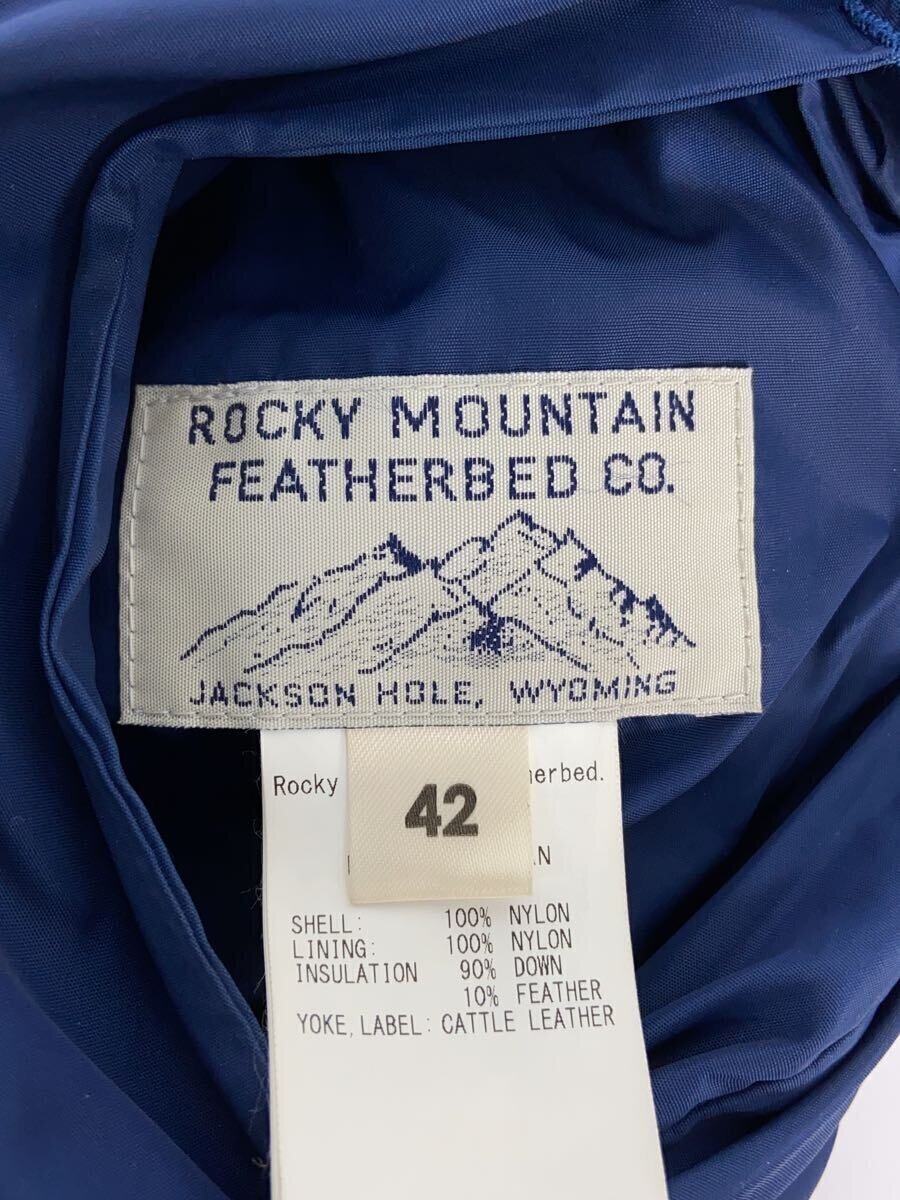 ROCKY MOUNTAIN
FEATHERBED CO.
JACKSON HOLE, WYOMING
Rocky herbed.
42
AN
SHELL: 100% NYLON
LINING: 100% NYLON
INSULATION 90% DOWN
10% FEATHER
YOKE, LABEL: CATTLE LEATHER